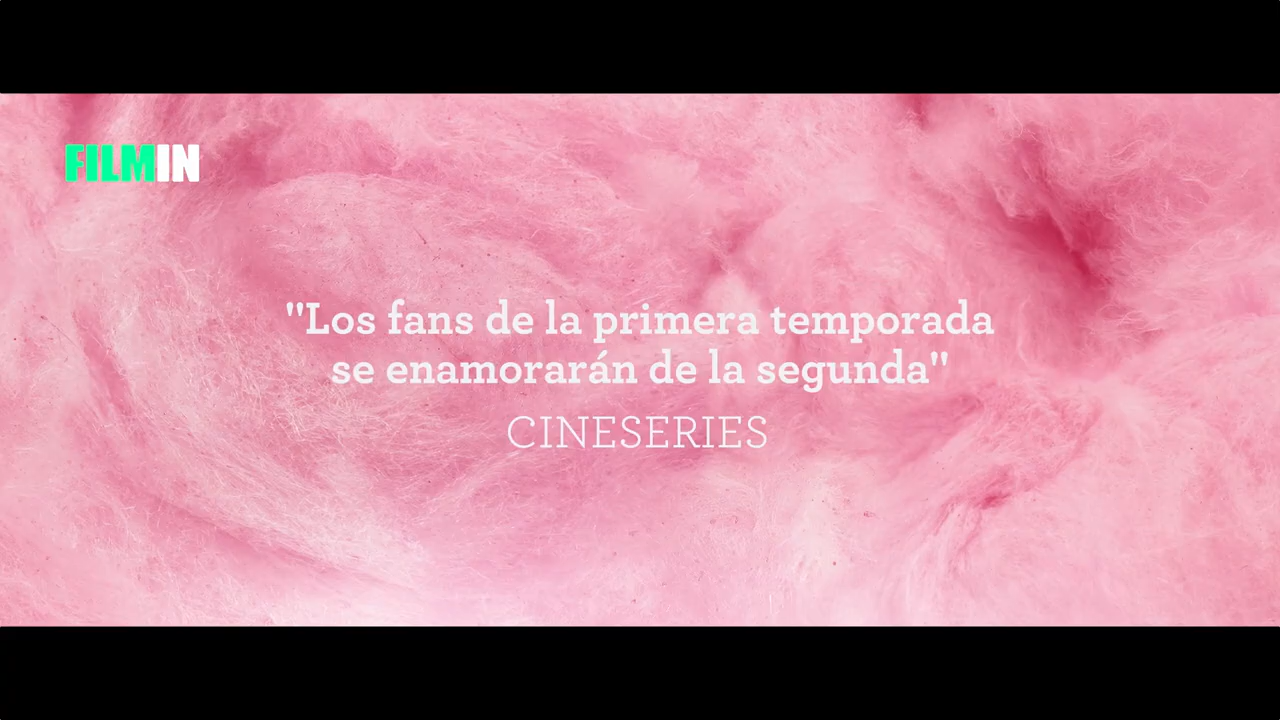 FILMIN
"Los fans de la primera temporada
se enamorarán de la segunda"
CINESERIES